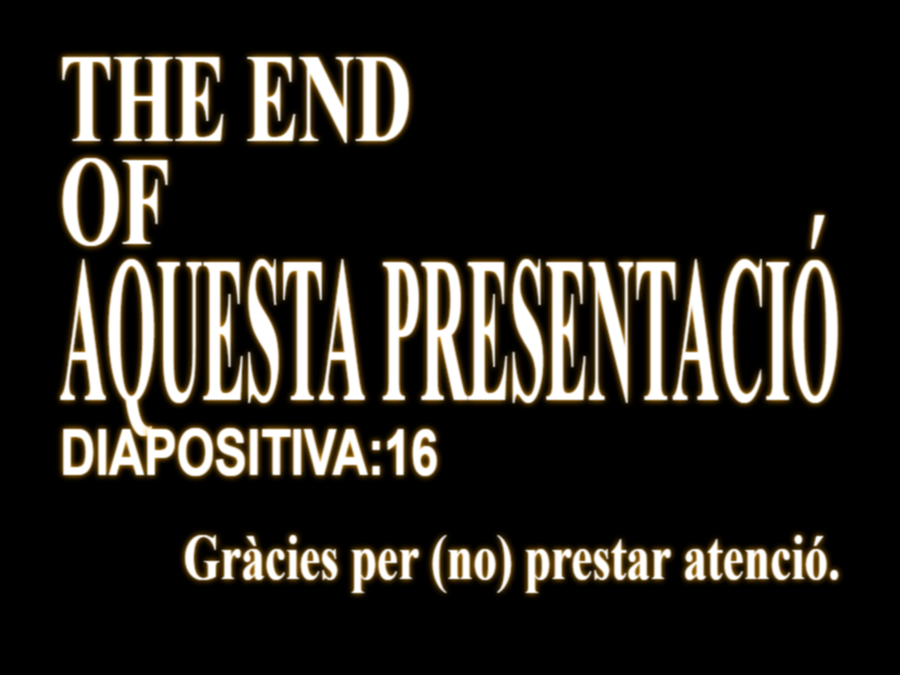 THE END
OF
AQUESTA PRESENTACIÓ
DIAPOSITIVA:16
Gràcies per (no) prestar atenció.